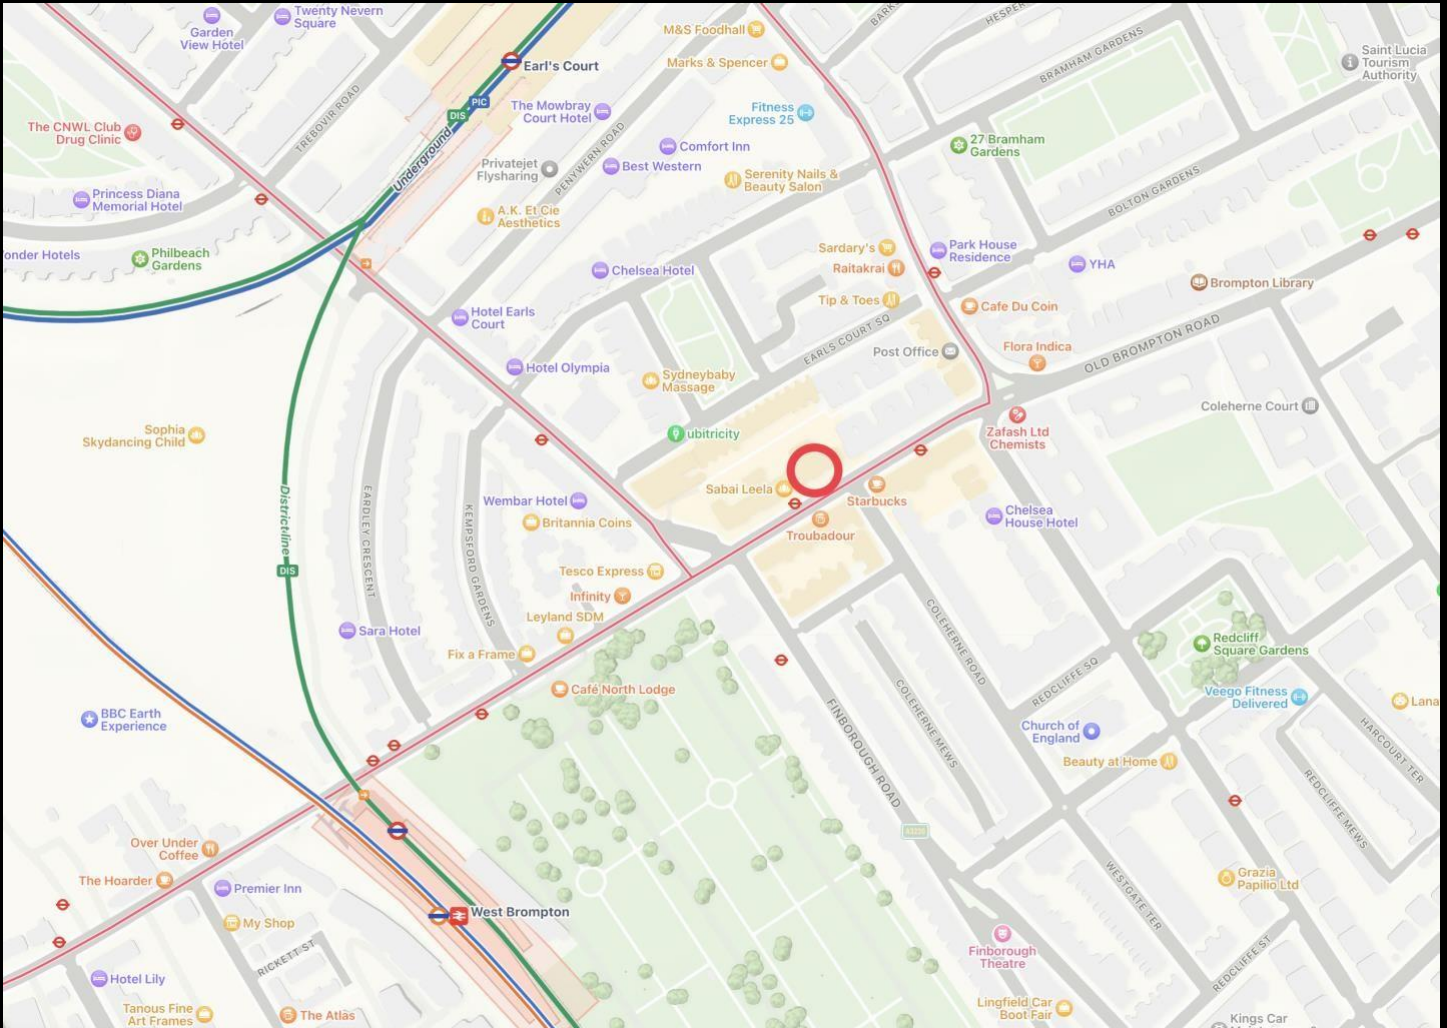 Twenty Nevern
Square
Garden
View Hotel
M&S Foodhall
HESPER
BARK
Saint Lucia
Tourism
Authority
BRAMHAM GARDENS
Earl's Court
Marks & Spencer
PIC
DIS
The Mowbray
Court Hotel
Fitness
Express 25
TREBOVIR ROAD
The CNWL Club
Drug Clinic
Underground
Comfort Inn
27 Bramham
Gardens
Privatejet
Flysharing
PENYWERN ROAD
Best Western
Serenity Nails &
Beauty Salon
Princess Diana
Memorial Hotel
BOLTON GARDENS
A.K. Et Cie
Aesthetics
onder Hotels
Philbeach
Gardens
Sardary's
Park House
Residence
Raitakrai
YHA
Chelsea Hotel
Brompton Library
Tip & Toes
Cafe Du Coin
Hotel Earls
Court
EARLS COURT SQ
Post Office
Flora Indica
OLD BROMPTON ROAD
Hotel Olympia
Sydneybaby
Massage
Coleherne Court
Sophia
Skydancing Child
ubitricity
Zafash Ltd
Chemists
District line
DIS
EARDLEY CRESCENT
KEMPSFORD GARDENS
Wembar Hotel
Sabai Leela
Starbucks
Britannia Coins
Chelsea
House Hotel
Troubadour
Tesco Express
Infinity
Leyland SDM
Sara Hotel
Fix a Frame
COLEHERNE ROAD
Redcliff
Square Gardens
Café North Lodge
COLEHERNE MEWS
REDCLIFFE SQ
Veego Fitness
Delivered
Lana
BBC Earth
Experience
FINBOROUGH ROAD
Church of
England
HARCOURT TER
Beauty at Home
REDCLIFFE MEWS
A3220
Over Under
Coffee
The Hoarder
Premier Inn
Grazia
Papilio Ltd
West Brompton
My Shop
WESTGATE TER
RICKETT ST
Finborough
Theatre
REDCLIFFE ST
Hotel Lily
Tanous Fine
Art Frames
The Atlas
Lingfield Car
Boot Fair
Kings Car